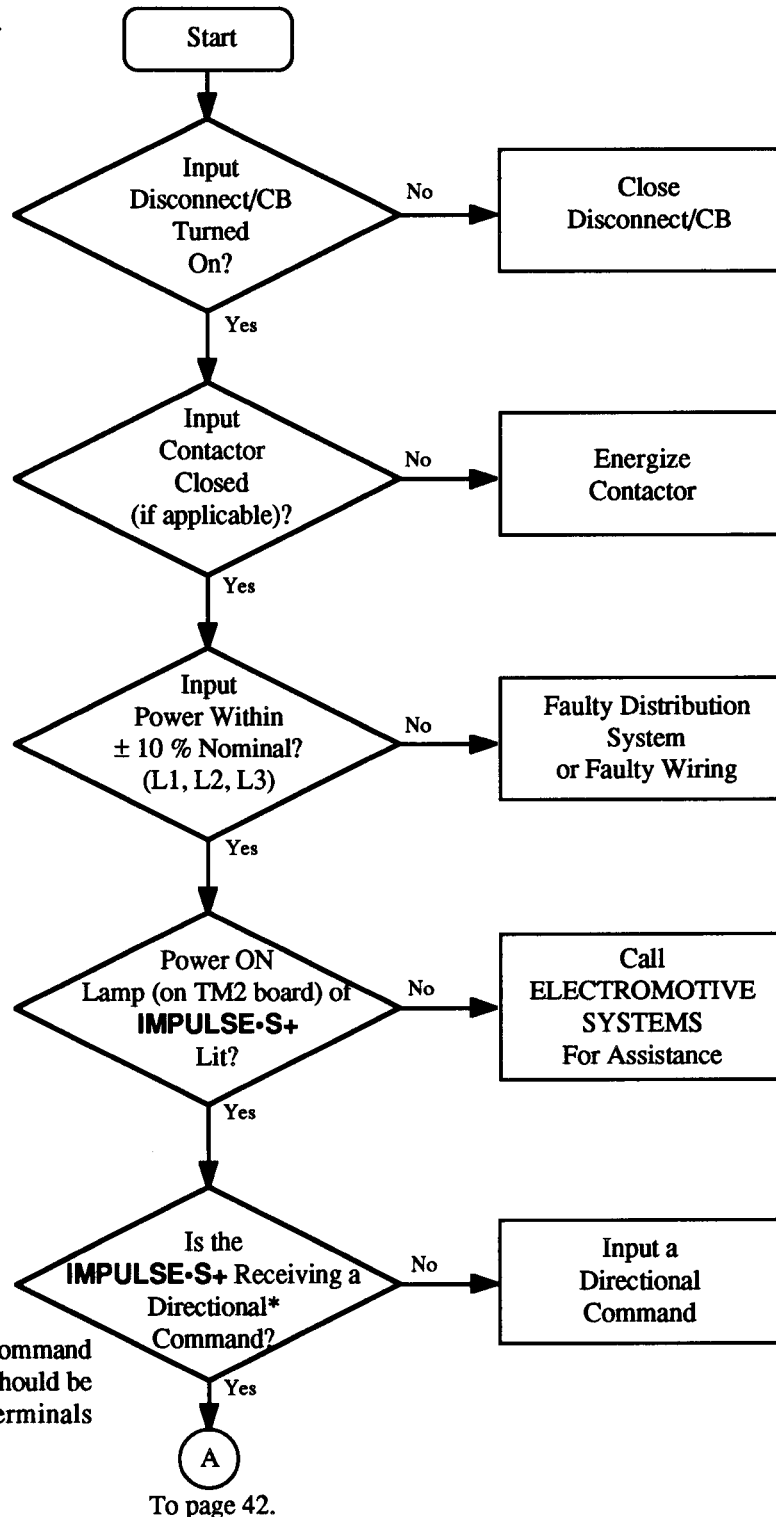 Start
Input
Disconnect/CB
Turned
On?
No
Close
Disconnect/CB
Yes
Input
Contactor
Closed
(if applicable)?
No
Energize
Contactor
Yes
Input
Power Within
± 10 % Nominal?
(L1, L2, L3)
No
Faulty Distribution
System
or Faulty Wiring
Yes
Power ON
Lamp (on TM2 board) of
IMPULSE•S+
Lit?
No
Call
ELECTROMOTIVE
SYSTEMS
For Assistance
Yes
Is the
IMPULSE•S+ Receiving a
Directional*
Command?
No
Input a
Directional
Command
Yes
ommand
hould be
erminals
A
To page 42.